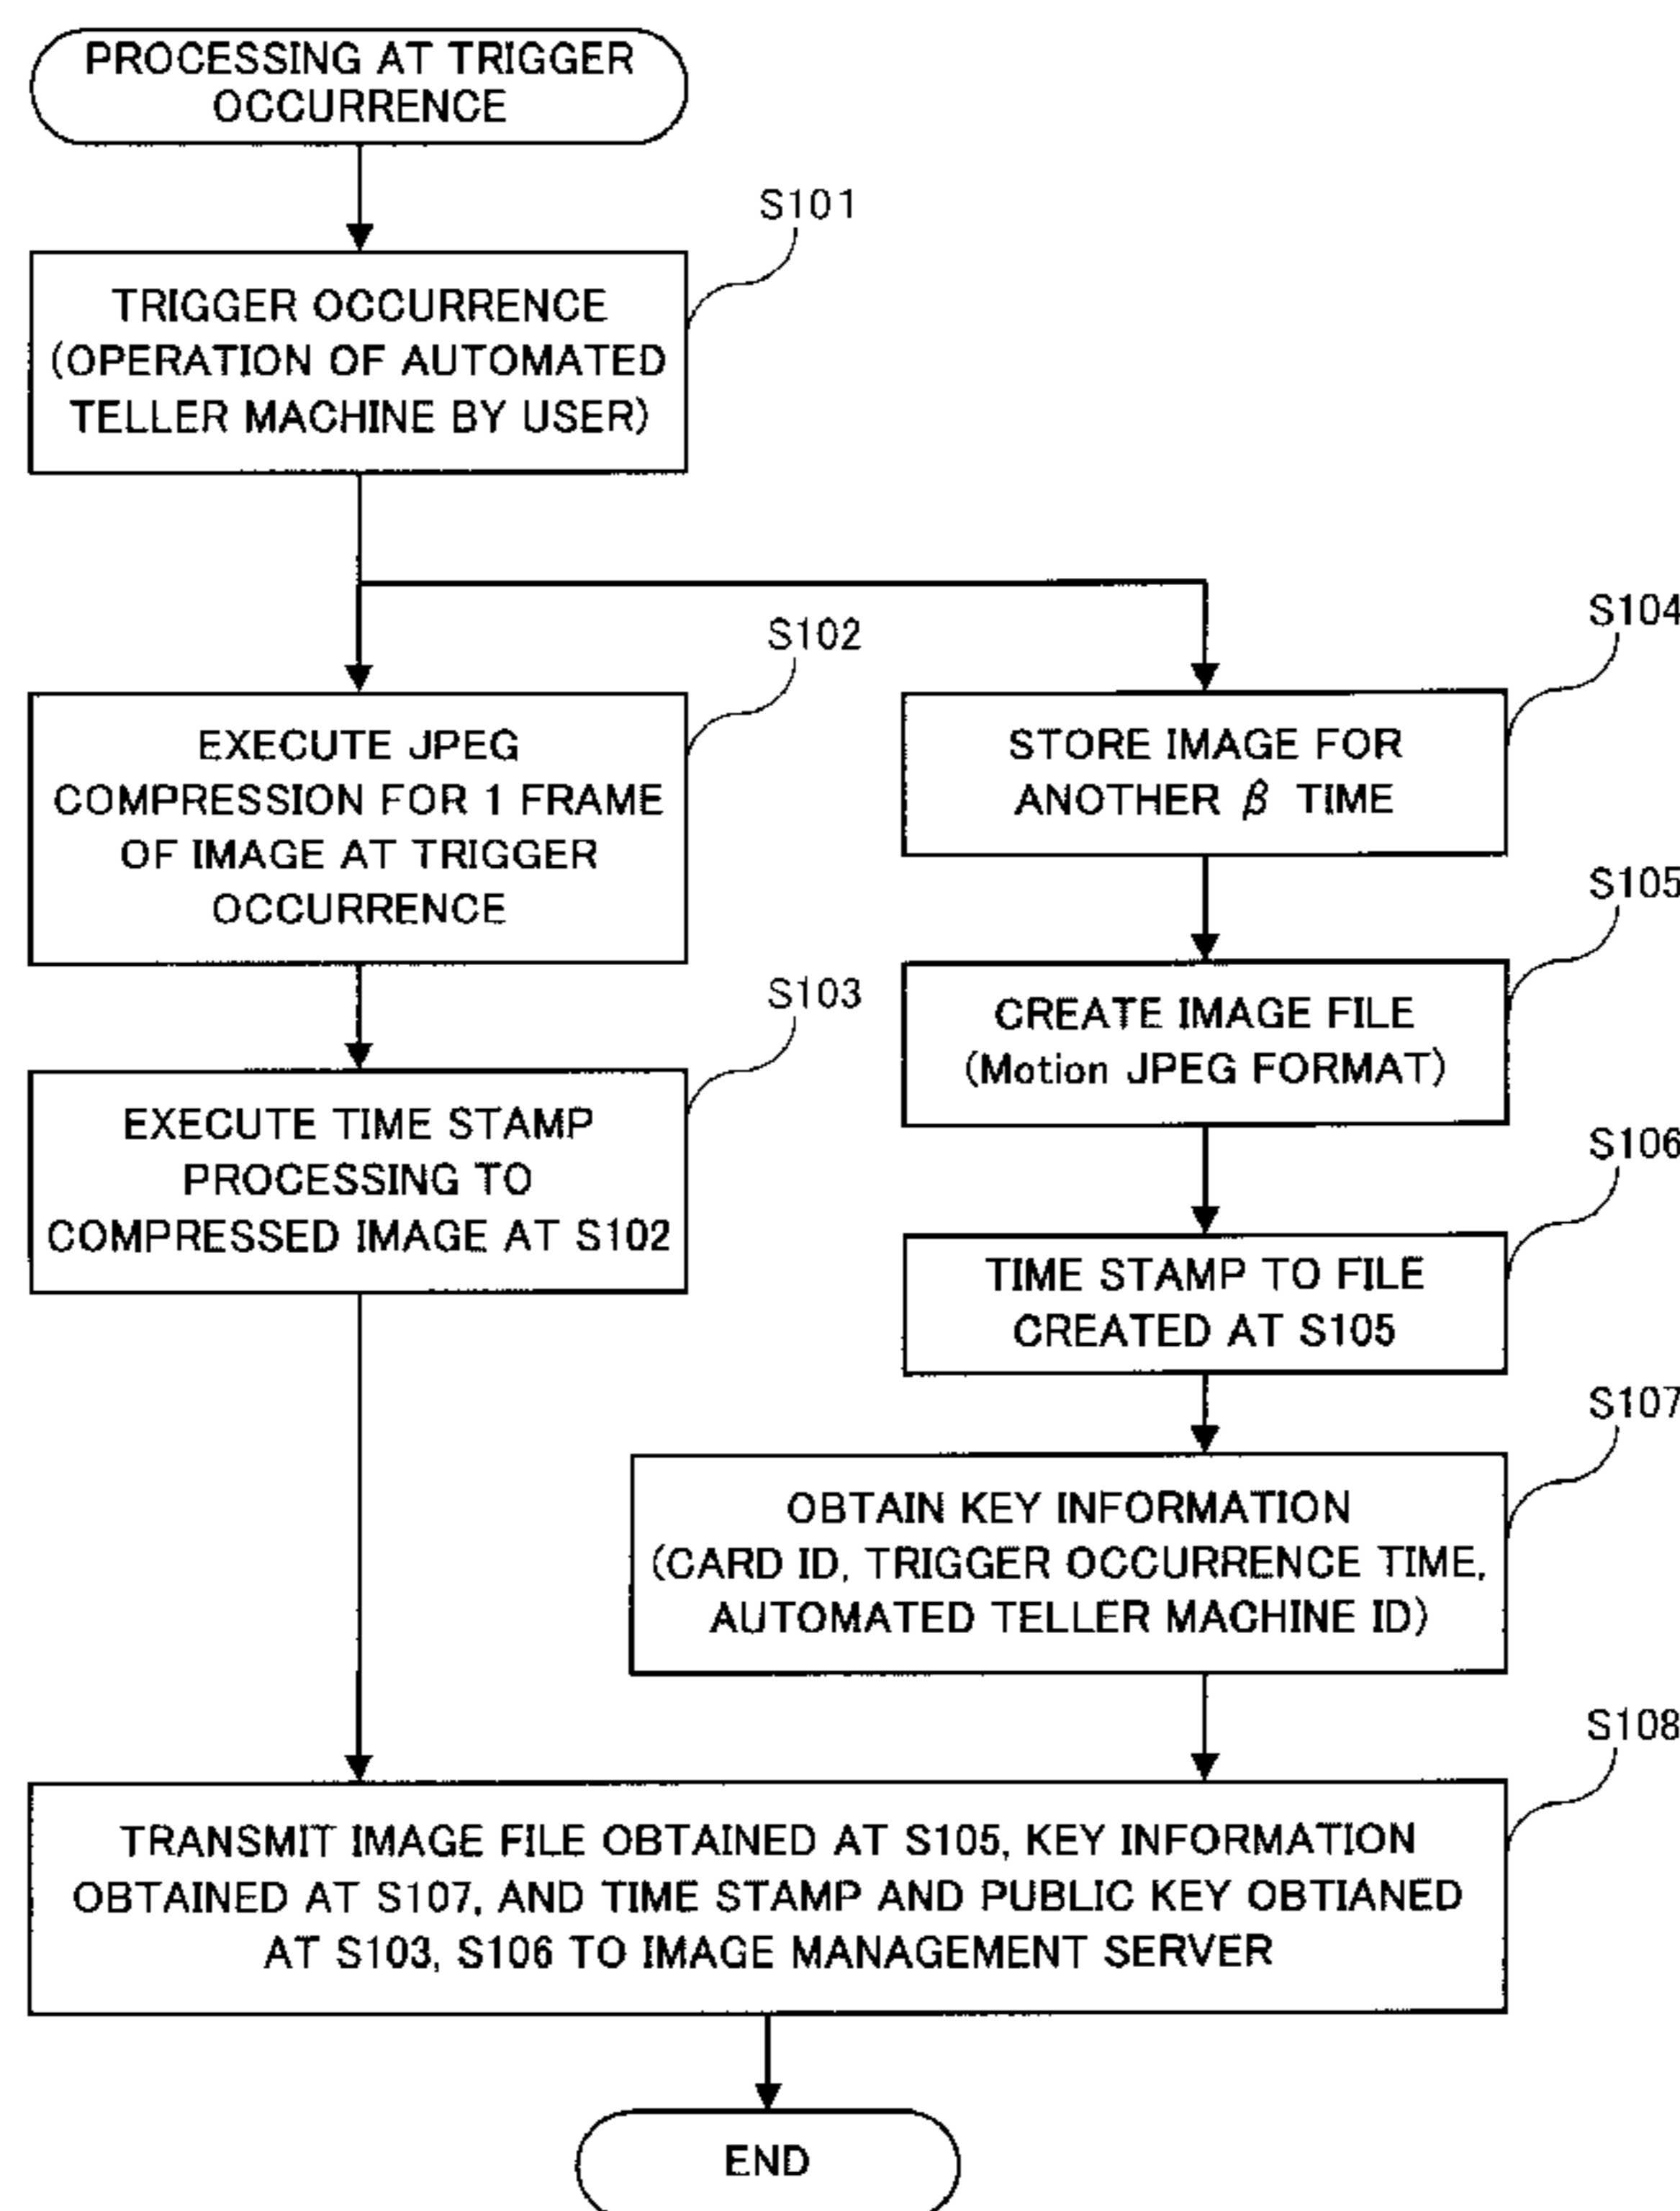 PROCESSING AT TRIGGER
OCCURRENCE
S101
TRIGGER OCCURRENCE
(OPERATION OF AUTOMATED
TELLER MACHINE BY USER)
S102
EXECUTE JPEG
COMPRESSION FOR 1 FRAME
OF IMAGE AT TRIGGER
OCCURRENCE
S103
EXECUTE TIME STAMP
PROCESSING TO
COMPRESSED IMAGE AT S102
S104
STORE IMAGE FOR
ANOTHER β TIME
S105
CREATE IMAGE FILE
(Motion JPEG FORMAT)
S106
TIME STAMP TO FILE
CREATED AT S105
S107
OBTAIN KEY INFORMATION
(CARD ID, TRIGGER OCCURRENCE TIME,
AUTOMATED TELLER MACHINE ID)
S108
TRANSMIT IMAGE FILE OBTAINED AT S105, KEY INFORMATION
OBTAINED AT S107, AND TIME STAMP AND PUBLIC KEY OBTIANED
AT S103, S106 TO IMAGE MANAGEMENT SERVER
END